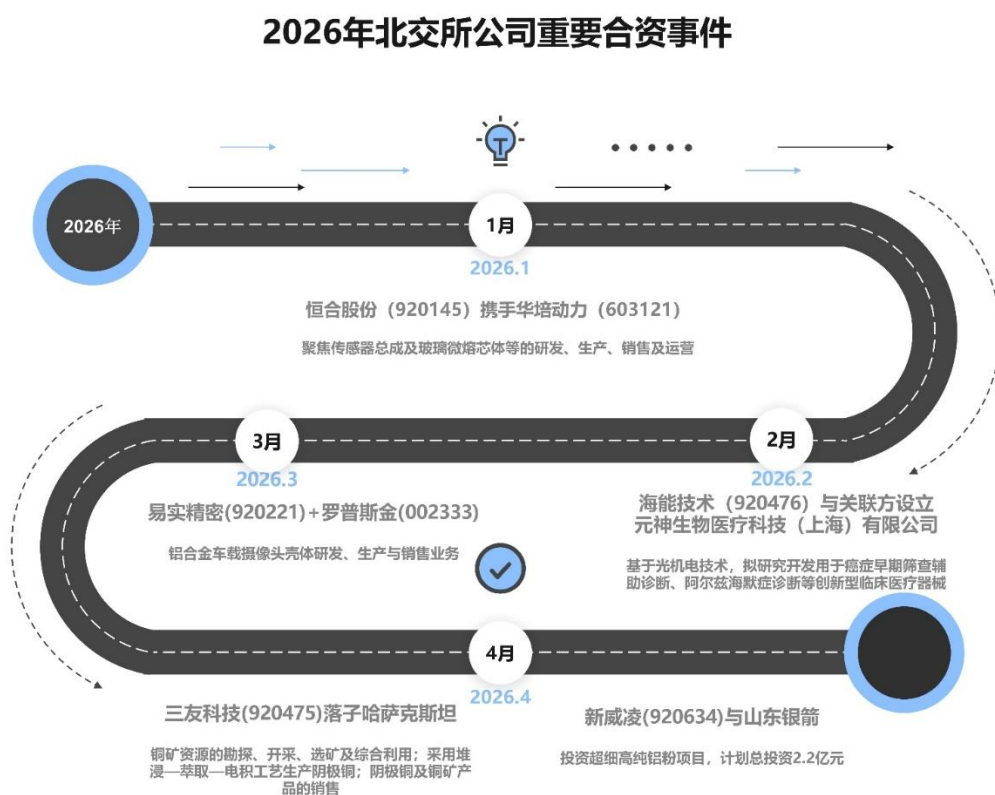 2026年北交所公司重要合资事件
2026年
1月
2026.1
恒合股份（920145）携手华培动力（603121）
聚焦传感器总成及玻璃微熔芯体等的研发、生产、销售及运营
2月
2026.2
海能技术（920476）与关联方设立
元神生物医疗科技（上海）有限公司
基于光机电技术，拟研究开发用于癌症早期筛查辅
助诊断、阿尔兹海默症诊断等创新型临床医疗器械
3月
2026.3
易实精密(920221)+罗普斯金(002333)
铝合金车载摄像头壳体研发、生产与销售业务
4月
2026.4
三友科技(920475)落子哈萨克斯坦
铜矿资源的勘探、开采、选矿及综合利用；采用堆
浸—萃取—电积工艺生产阴极铜；阴极铜及铜矿产
品的销售
新威凌(920634)与山东银箭
投资超细高纯铝粉项目，计划总投资2.2亿元